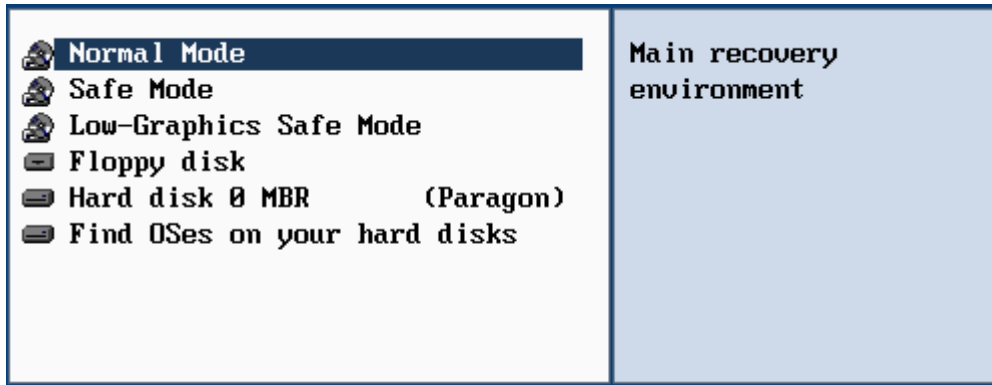 Normal Mode
Safe Mode
Low-Graphics Safe Mode
Floppy disk
Hard disk 0 MBR (Paragon)
Find OSes on your hard disks
Main recovery
environment